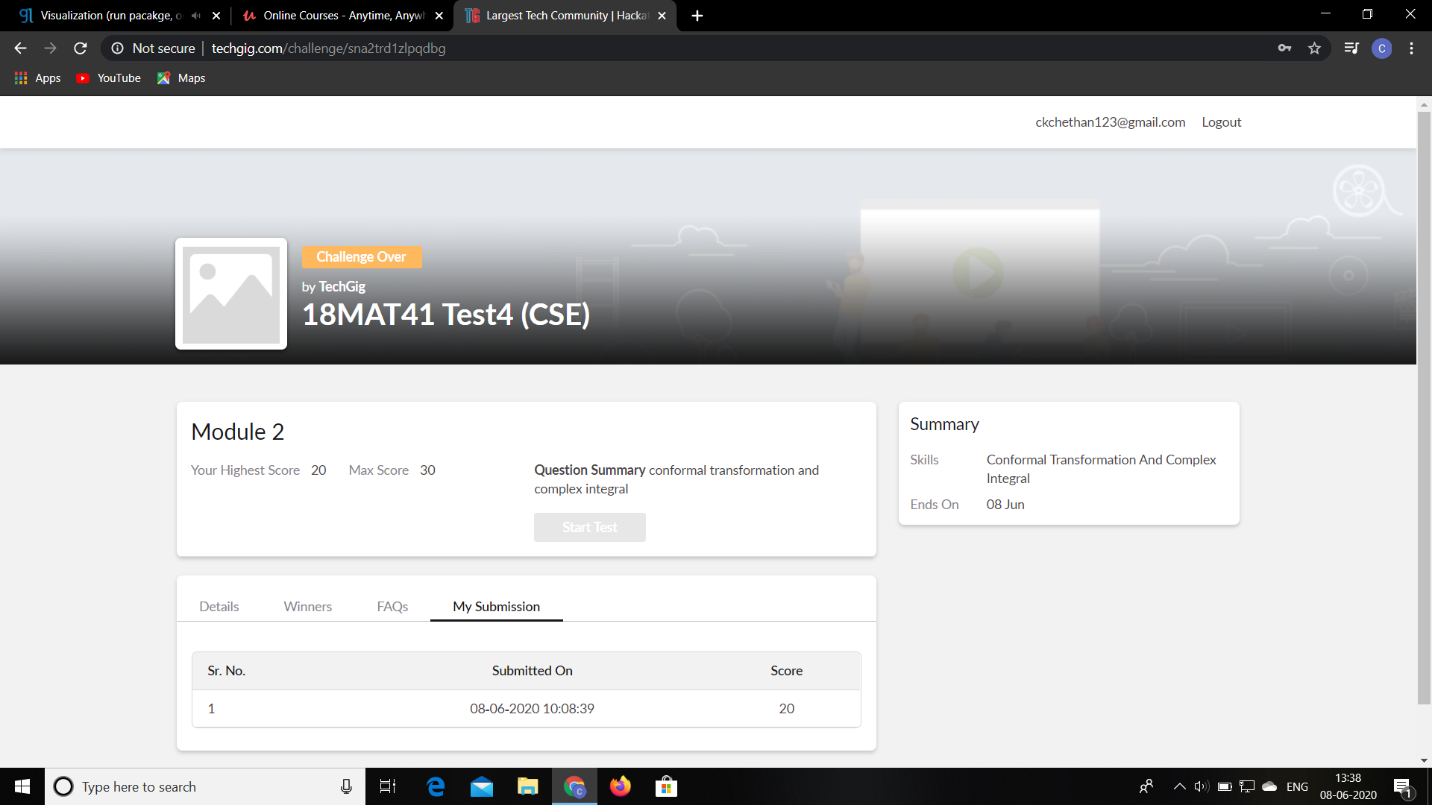 Visualization (run pacakge, o
Online Courses - Anytime, Anywh
Largest Tech Community | Hacka
Not secure | techgig.com/challenge/sna2trd1zlpqdbg
C
Apps YouTube Maps
ckchethan123@gmail.com Logout
Challenge Over
by TechGig
18MAT41 Test4 (CSE)
Module 2
Your Highest Score 20 Max Score 30
Question Summary conformal transformation and
complex integral
Start Test
Summary
Skills Conformal Transformation And Complex
Integral
Ends On 08 Jun
Details Winners FAQs My Submission
Sr. No. Submitted On Score
1 08-06-2020 10:08:39 20
Type here to search
ENG
13:38
08-06-2020
1